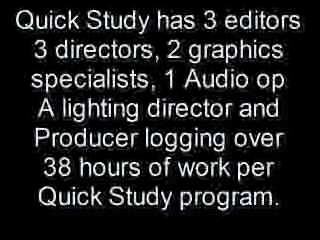 Quick Study has 3 editors
3 directors, 2 graphics
specialists, 1 Audio op
A lighting director and
Producer logging over
38 hours of work per
Quick Study program.